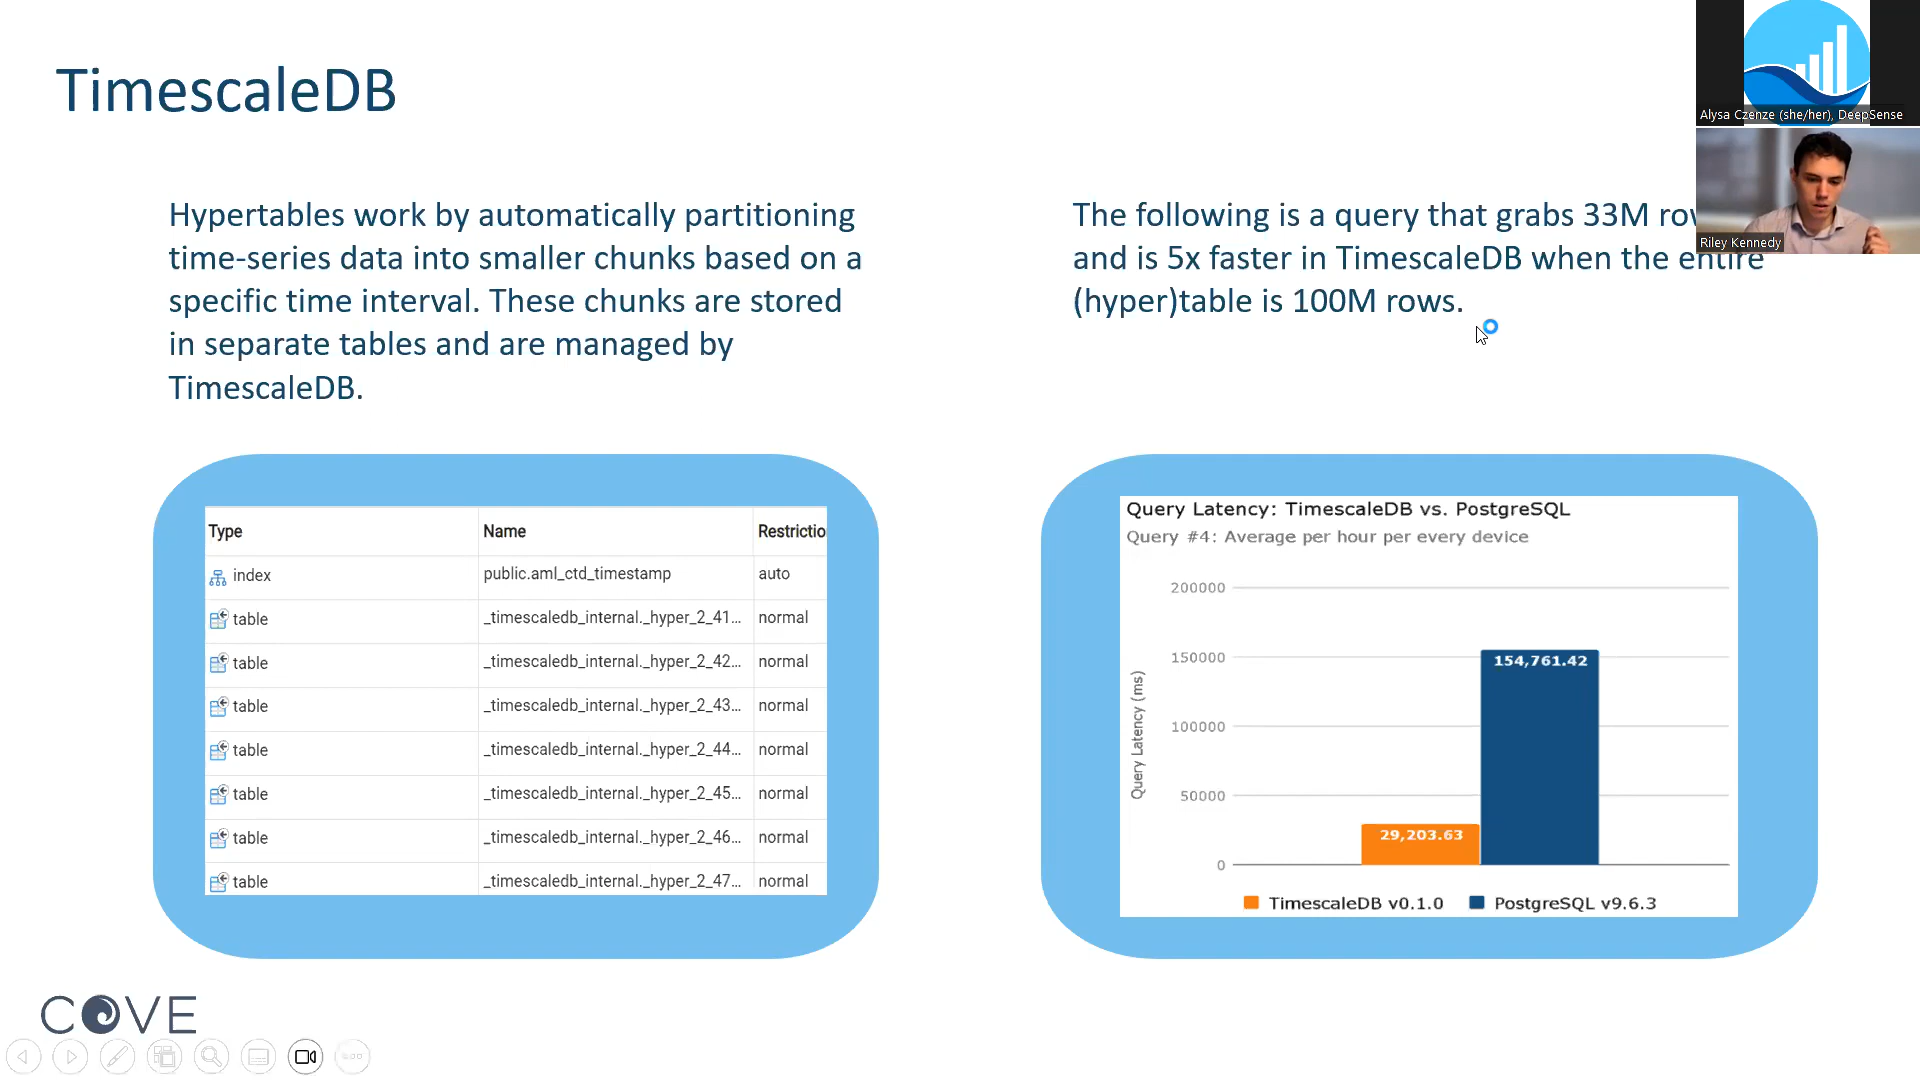 TimescaleDB
Hypertables work by automatically partitioning
time-series data into smaller chunks based on a
specific time interval. These chunks are stored
in separate tables and are managed by
TimescaleDB.
The following is a query that grabs 33M
and is 5x faster in TimescaleDB when the entire
(hyper)table is 100M rows.
Alysa Czenze (she/her), DeepSense
Riley Kennedy
Type Name Restrictio
index public.aml_ctd_timestamp auto
table _timescaledb_internal._hyper_2_41... normal
table _timescaledb_internal._hyper_2_42... normal
table _timescaledb_internal._hyper_2_43... normal
table _timescaledb_internal._hyper_2_44... normal
table _timescaledb_internal._hyper_2_45... normal
table _timescaledb_internal._hyper_2_46... normal
table _timescaledb_internal._hyper_2_47... normal
Query Latency: TimescaleDB vs. PostgreSQL
Query #4: Average per hour per every device
Query Latency (ms)
200000
150000
100000
50000
0
154,761.42
29,203.63
TimescaleDB v0.1.0 PostgreSQL v9.6.3
COVE